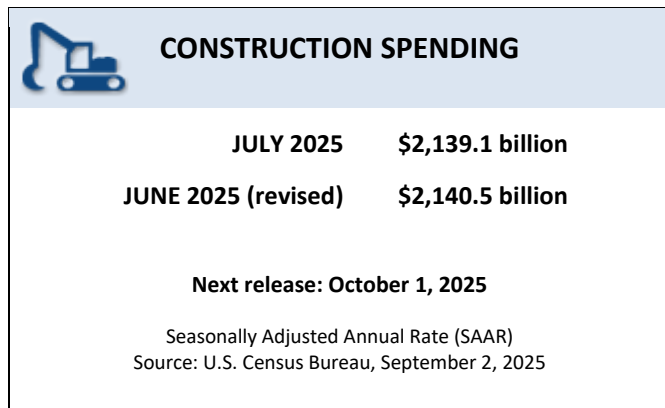 CONSTRUCTION SPENDING
JULY 2025 $2,139.1 billion
JUNE 2025 (revised) $2,140.5 billion
Next release: October 1, 2025
Seasonally Adjusted Annual Rate (SAAR)
Source: U.S. Census Bureau, September 2, 2025